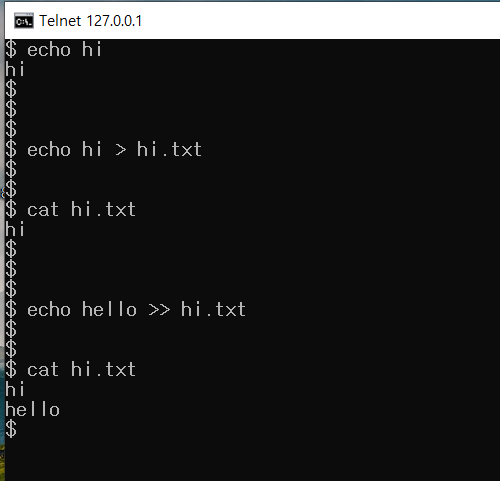 Telnet 127.0.0.1
$ echo hi
hi
$
$
$
$ echo hi > hi.txt
$
$
$ cat hi.txt
hi
$
$
$
$ echo hello >> hi.txt
$
$
$ cat hi.txt
hi
hello
$